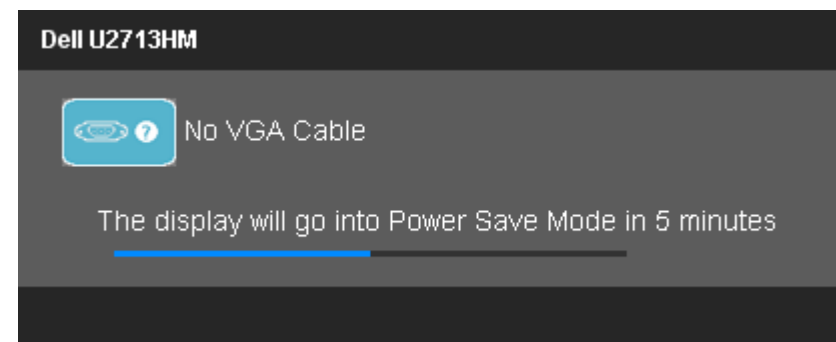 Dell U2713HM
? No VGA Cable
The display will go into Power Save Mode in 5 minutes